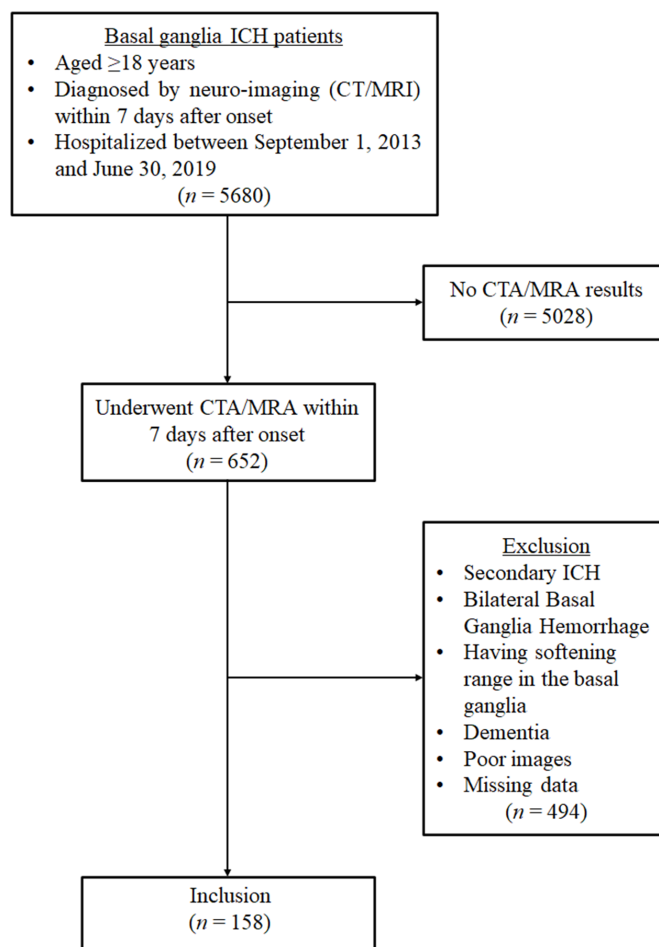 Basal ganglia ICH patients
• Aged ≥18 years
• Diagnosed by neuro-imaging (CT/MRI)
within 7 days after onset
• Hospitalized between September 1, 2013
and June 30, 2019
(n = 5680)
No CTA/MRA results
(n = 5028)
Underwent CTA/MRA within
7 days after onset
(n = 652)
Exclusion
• Secondary ICH
• Bilateral Basal
Ganglia Hemorrhage
• Having softening
range in the basal
ganglia
• Dementia
• Poor images
• Missing data
(n = 494)
Inclusion
(n = 158)